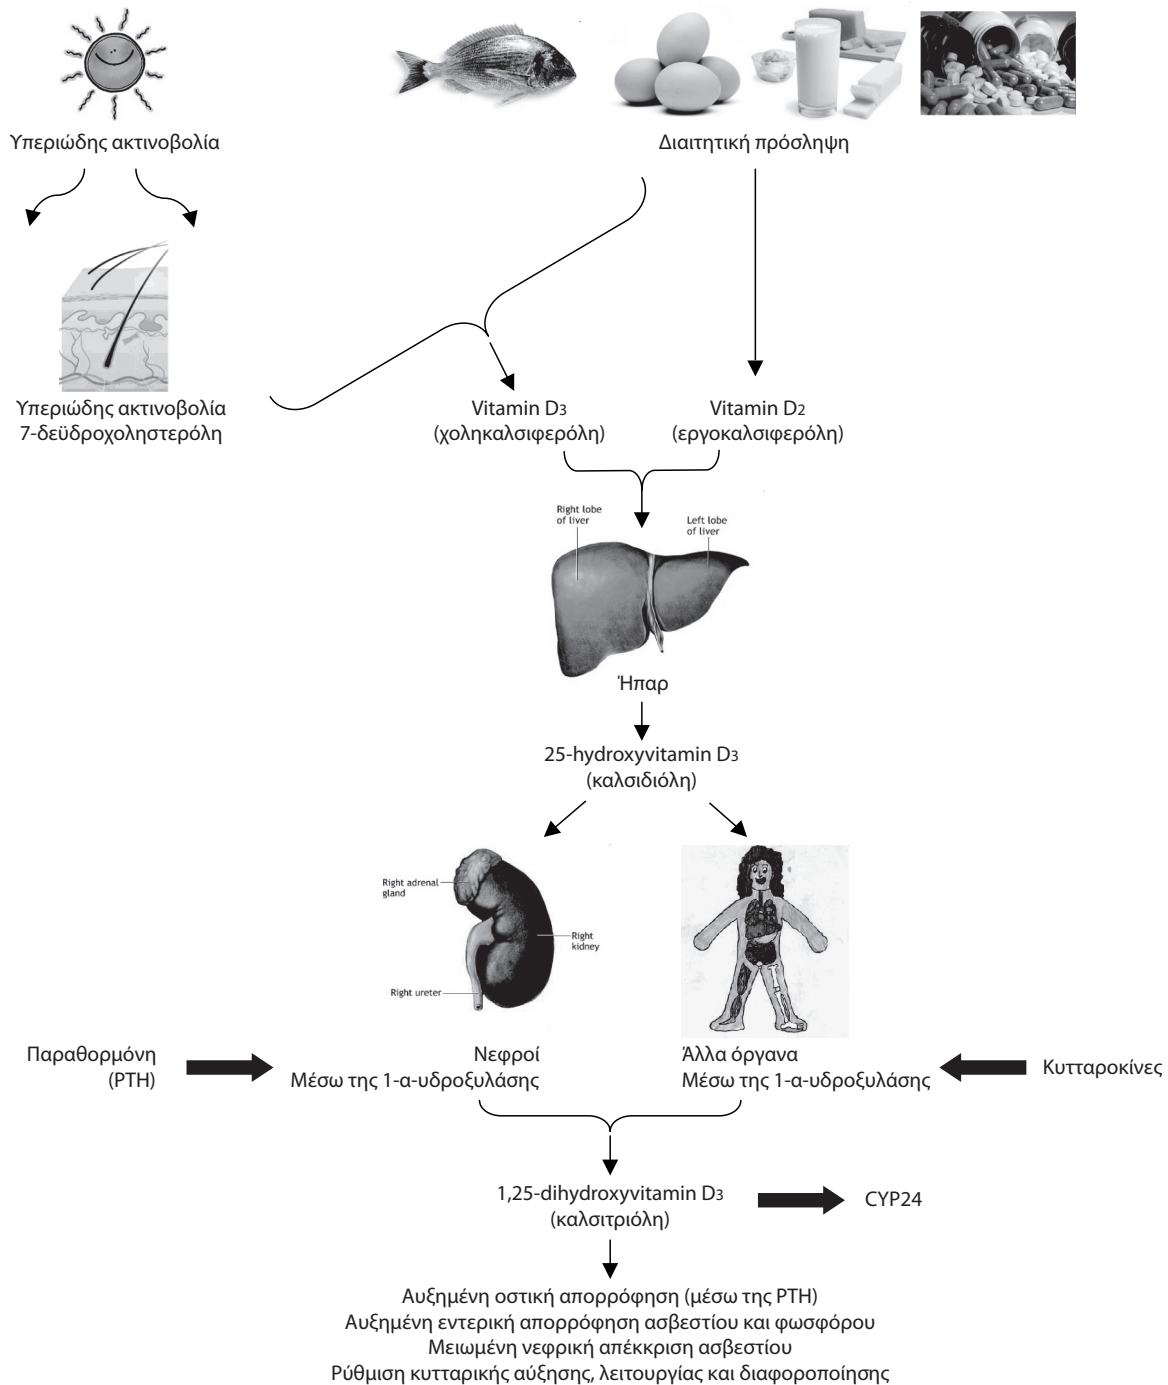 Υπεριώδης ακτινοβολία
Διαιτητική πρόσληψη
Υπεριώδης ακτινοβολία
7-δεϋδροχοληστερόλη
Vitamin D3
(χοληκαλσιφερόλη)
Vitamin D2
(εργοκαλσιφερόλη)
Right lobe
of liver
Left lobe
of liver
Ήπαρ
25-hydroxyvitamin D3
(καλσιδιόλη)
Right adrenal
gland
Right
kidney
Right ureter
Παραθορμόνη
(PTH)
Νεφροί
Μέσω της 1-α-υδροξυλάσης
Άλλα όργανα
Μέσω της 1-α-υδροξυλάσης
Κυτταροκίνες
1,25-dihydroxyvitamin D3
(καλσιτριόλη)
CYP24
Αυξημένη οστική απορρόφηση (μέσω της PTH)
Αυξημένη εντερική απορρόφηση ασβεστίου και φωσφόρου
Μειωμένη νεφρική απέκκριση ασβεστίου
Ρύθμιση κυτταρικής αύξησης, λειτουργίας και διαφοροποίησης